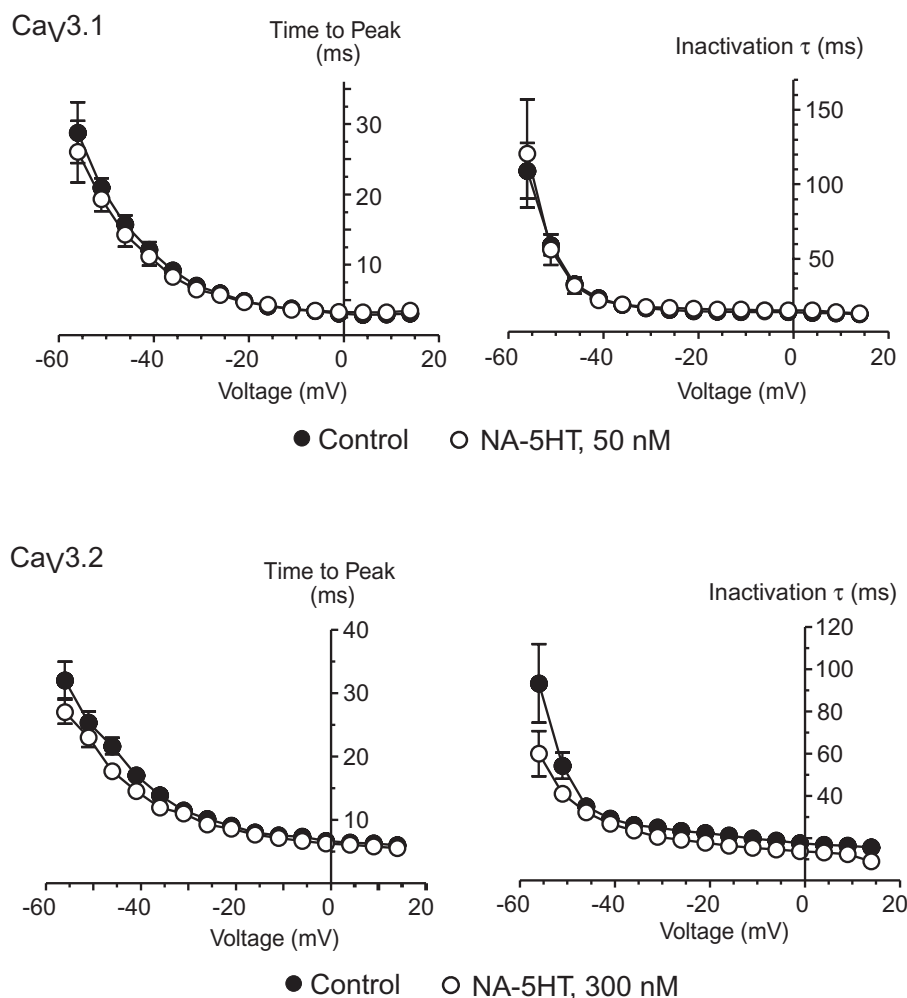 CaV3.1
Time to Peak
(ms)
30
20
10
-60 -40 -20 0 20
Voltage (mV)
Inactivation τ (ms)
150
100
50
-60 -40 -20 0 20
Voltage (mV)
Control NA-5HT, 50 nM
CaV3.2
Time to Peak
(ms)
40
30
20
10
-60 -40 -20 0 20
Voltage (mV)
Inactivation τ (ms)
120
100
80
60
40
-60 -40 -20 0 20
Voltage (mV)
Control NA-5HT, 300 nM